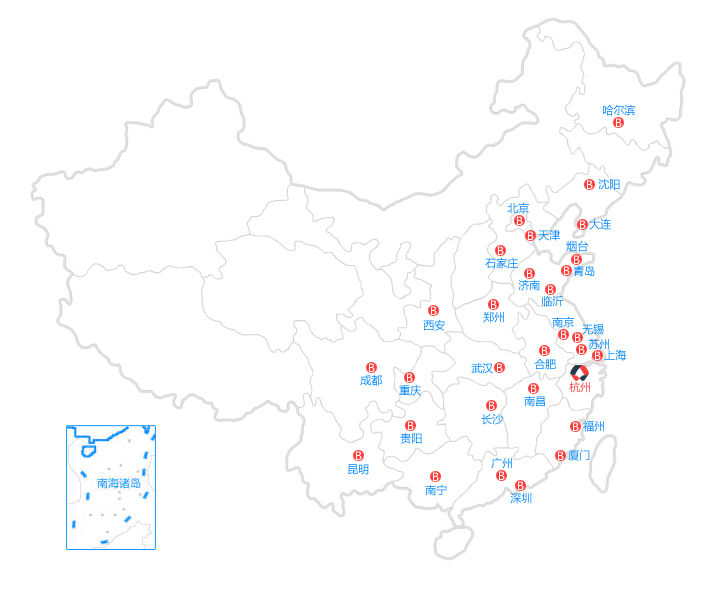 哈尔滨
沈阳
北京
大连
天津
烟台
石家庄
青岛
济南
临沂
西安
郑州
南京
无锡
苏州
合肥
上海
成都
重庆
武汉
杭州
南昌
长沙
贵阳
福州
昆明
广州
厦门
南宁
深圳
南海诸岛